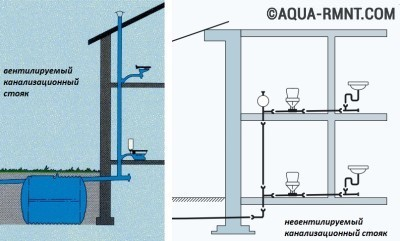 ©AQUA-RMNT.COM
вентилируемый
канализационный
стояк
невентилируемый
канализационный стояк